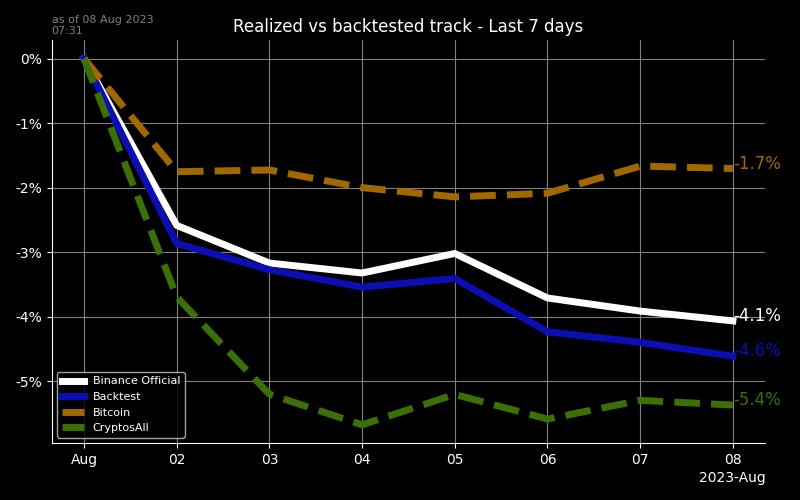 as of 08 Aug 2023
07:31
Realized vs backtested track - Last 7 days
0%
-1%
-2%
-3%
-4%
-5%
-1.7%
-4.1%
-4.6%
-5.4%
Binance Official
Backtest
Bitcoin
CryptosAll
Aug 02 03 04 05 06 07 08
2023-Aug